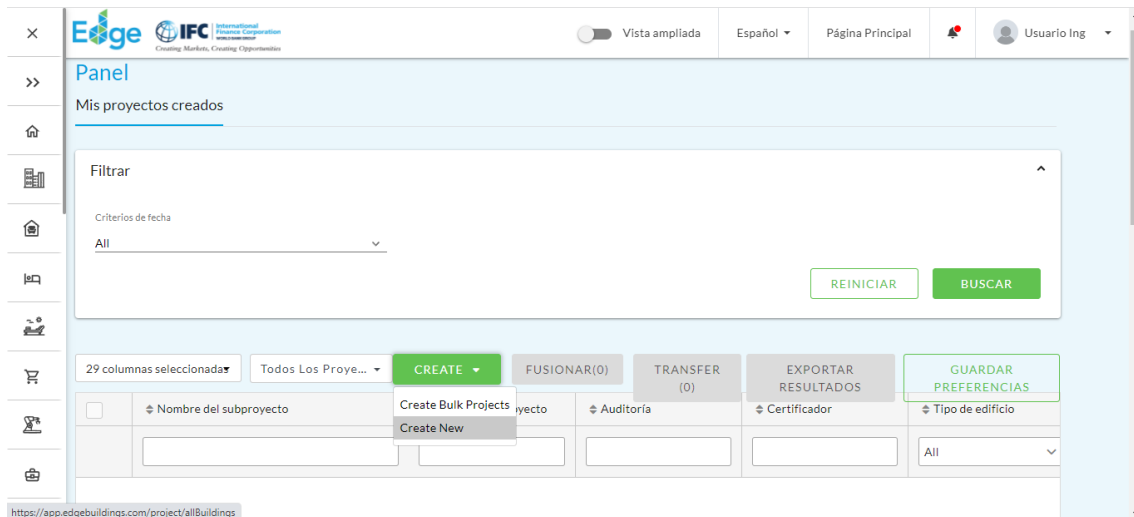 Edge
IFC
International
Finance Corporation
WORLD BANK GROUP
Creating Markets, Creating Opportunities
Vista ampliada
Español
Página Principal
Usuario Ing
Panel
Mis proyectos creados
Filtrar
Criterios de fecha
All
REINICIAR
BUSCAR
29 columnas seleccionadas
Todos Los Proye...
CREATE
FUSIONAR(0)
TRANSFER
(0)
EXPORTAR
RESULTADOS
GUARDAR
PREFERENCIAS
Create Bulk Projects
Create New
Nombre del subproyecto
yecto
Auditoría
Certificador
Tipo de edificio
All
https://app.edgebuildings.com/project/allBuildings